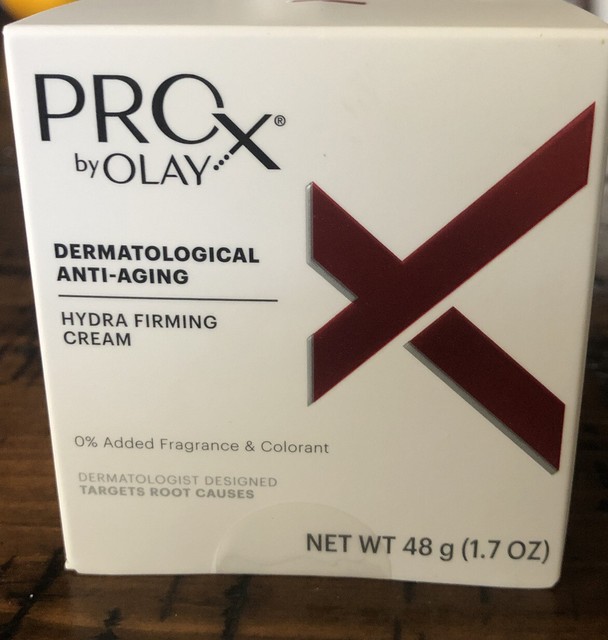 PROX®
by OLAY
DERMATOLOGICAL
ANTI-AGING
HYDRA FIRMING
CREAM
0% Added Fragrance & Colorant
DERMATOLOGIST DESIGNED
TARGETS ROOT CAUSES
NET WT 48 g (1.7 OZ)